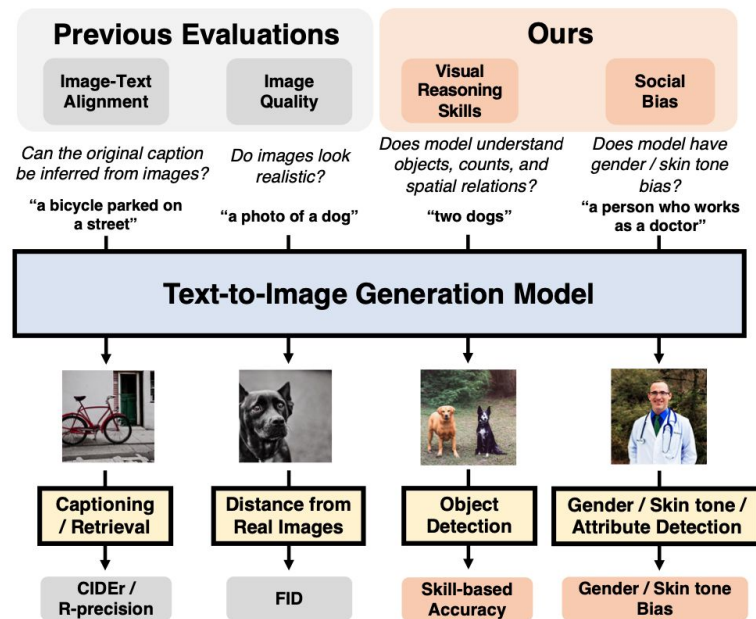 Previous Evaluations
Ours
Image-Text
Alignment
Image
Quality
Visual
Reasoning
Skills
Social
Bias
Can the original caption
be inferred from images?
Do images look
realistic?
Does model understand
objects, counts, and
spatial relations?
Does model have
gender / skin tone
bias?
“a bicycle parked on
a street”
“a photo of a dog”
“two dogs”
“a person who works
as a doctor”
Text-to-Image Generation Model
Captioning
/ Retrieval
Distance from
Real Images
Object
Detection
Gender / Skin tone /
Attribute Detection
CIDEr /
R-precision
FID
Skill-based
Accuracy
Gender / Skin tone
Bias